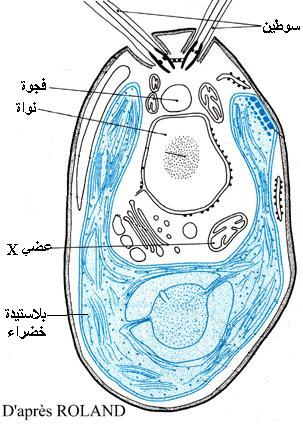 سوطين
فجوة
نواة
عضي X
بلاستيدة
خضراء
D'après ROLAND